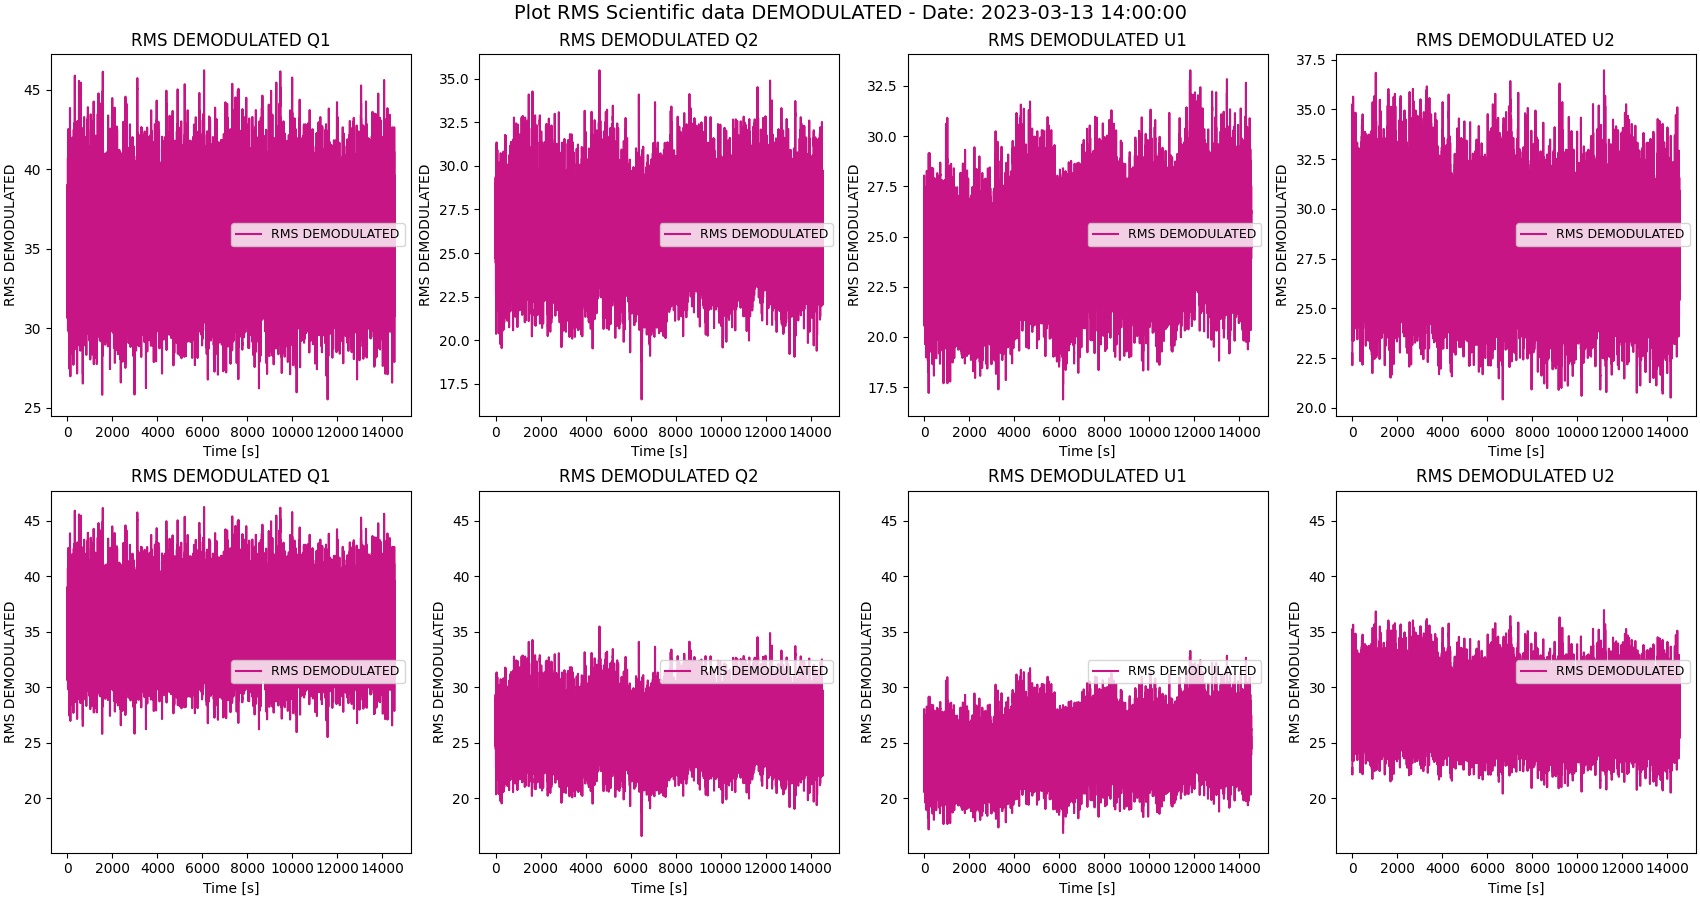 Plot RMS Scientific data DEMODULATED - Date: 2023-03-13 14:00:00
RMS DEMODULATED Q1
RMS DEMODULATED
45
40
35
30
25
RMS DEMODULATED
0 2000 4000 6000 8000 10000 12000 14000
Time [s]
RMS DEMODULATED Q2
RMS DEMODULATED
35.0
32.5
30.0
27.5
25.0
22.5
20.0
17.5
RMS DEMODULATED
0 2000 4000 6000 8000 10000 12000 14000
Time [s]
RMS DEMODULATED U1
RMS DEMODULATED
32.5
30.0
27.5
25.0
22.5
20.0
17.5
RMS DEMODULATED
0 2000 4000 6000 8000 10000 12000 14000
Time [s]
RMS DEMODULATED U2
RMS DEMODULATED
37.5
35.0
32.5
30.0
27.5
25.0
22.5
20.0
RMS DEMODULATED
0 2000 4000 6000 8000 10000 12000 14000
Time [s]
RMS DEMODULATED Q1
RMS DEMODULATED
45
40
35
30
25
20
RMS DEMODULATED
0 2000 4000 6000 8000 10000 12000 14000
Time [s]
RMS DEMODULATED Q2
RMS DEMODULATED
45
40
35
30
25
20
RMS DEMODULATED
0 2000 4000 6000 8000 10000 12000 14000
Time [s]
RMS DEMODULATED U1
RMS DEMODULATED
45
40
35
30
25
20
RMS DEMODULATED
0 2000 4000 6000 8000 10000 12000 14000
Time [s]
RMS DEMODULATED U2
RMS DEMODULATED
45
40
35
30
25
20
RMS DEMODULATED
0 2000 4000 6000 8000 10000 12000 14000
Time [s]